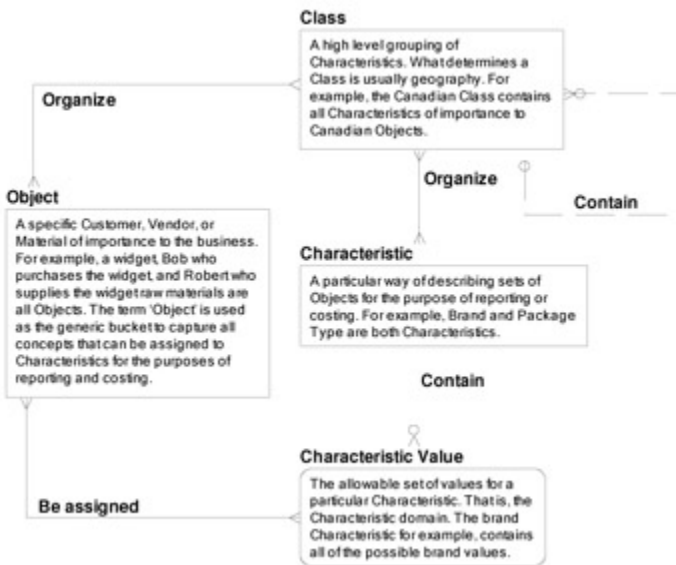 Class
A high level grouping of
Characteristics. What determines a
Class is usually geography. For
example, the Canadian Class contains
all Characteristics of importance to
Canadian Objects.
Organize
Organize
Contain
Object
A specific Customer, Vendor, or
Material of importance to the business.
For example, a widget, Bob who
purchases the widget, and Robert who
supplies the widget raw materials are
all Objects. The term 'Object' is used
as the generic bucket to capture all
concepts that can be assigned to
Characteristics for the purposes of
reporting and costing.
Characteristic
A particular way of describing sets of
Objects for the purpose of reporting or
costing. For example, Brand and Package
Type are both Characteristics.
Contain
Characteristic Value
The allowable set of values for a
particular Characteristic. That is, the
Characteristic domain. The brand
Characteristic for example, contains
all of the possible brand values.
Be assigned